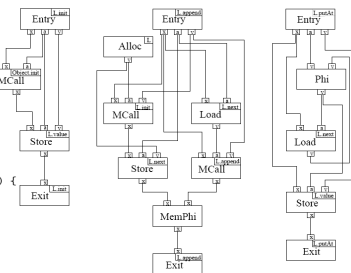 L.init
Entry
x a v
x a
Object.init
MCall
x
x a v
L.value
Store
x
) {
x
L.init
Exit
L.append
Entry
x a v
L
Alloc
v
x a v
L.init
MCall
x
x a
L.next
Load
v
x a v
L.next
Store
x
x a v
L.append
MCall
x
x x
MemPhi
x
x
L.append
Exit
L.putAt
Entry
x a v
x a
Phi
x a
L.next
Load
v
x a v
L.value
Store
x
x
L.putAt
Exit